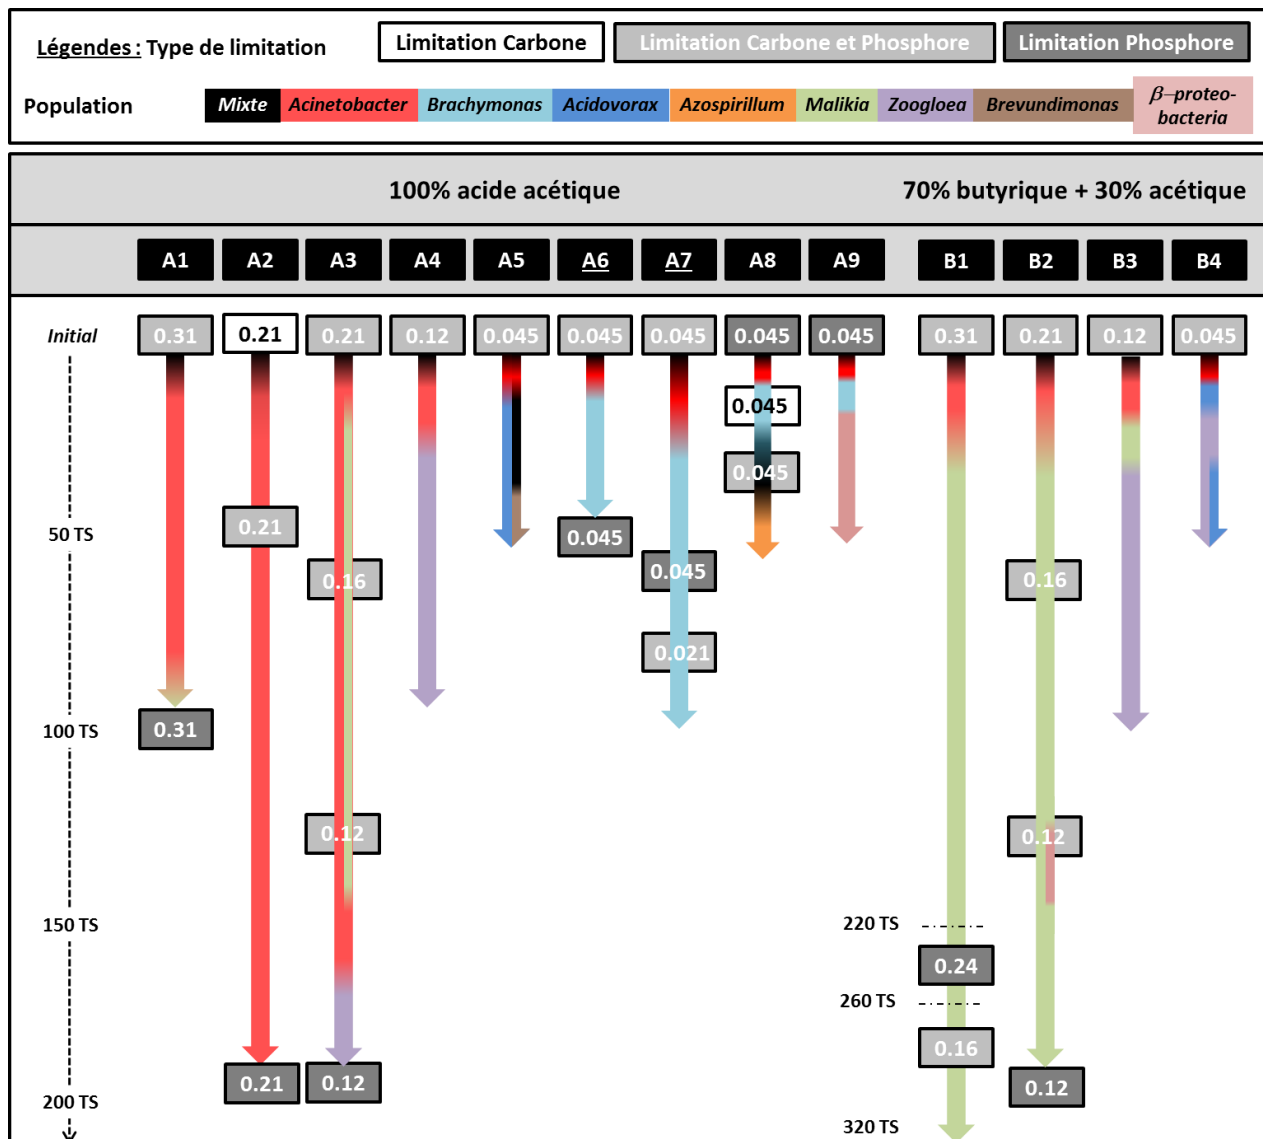 Légendes : Type de limitation
Limitation Carbone
Limitation Carbone et Phosphore
Limitation Phosphore
Population
Mixte
Acinetobacter
Brachymonas
Acidovorax
Azospirillum
Malikia
Zoogloea
Brevundimonas
β–proteo-
bacteria
100% acide acétique
70% butyrique + 30% acétique
A1 A2 A3 A4 A5 A6 A7 A8 A9 B1 B2 B3 B4
Initial 0.31 0.21 0.21 0.12 0.045 0.045 0.045 0.045 0.045 0.31 0.21 0.12 0.045
0.045
0.045
50 TS 0.21 0.045
0.16 0.045 0.16
0.021
100 TS 0.31
0.12 0.12
150 TS 220 TS
0.24
260 TS
0.16
0.21 0.12 0.12
200 TS
320 TS